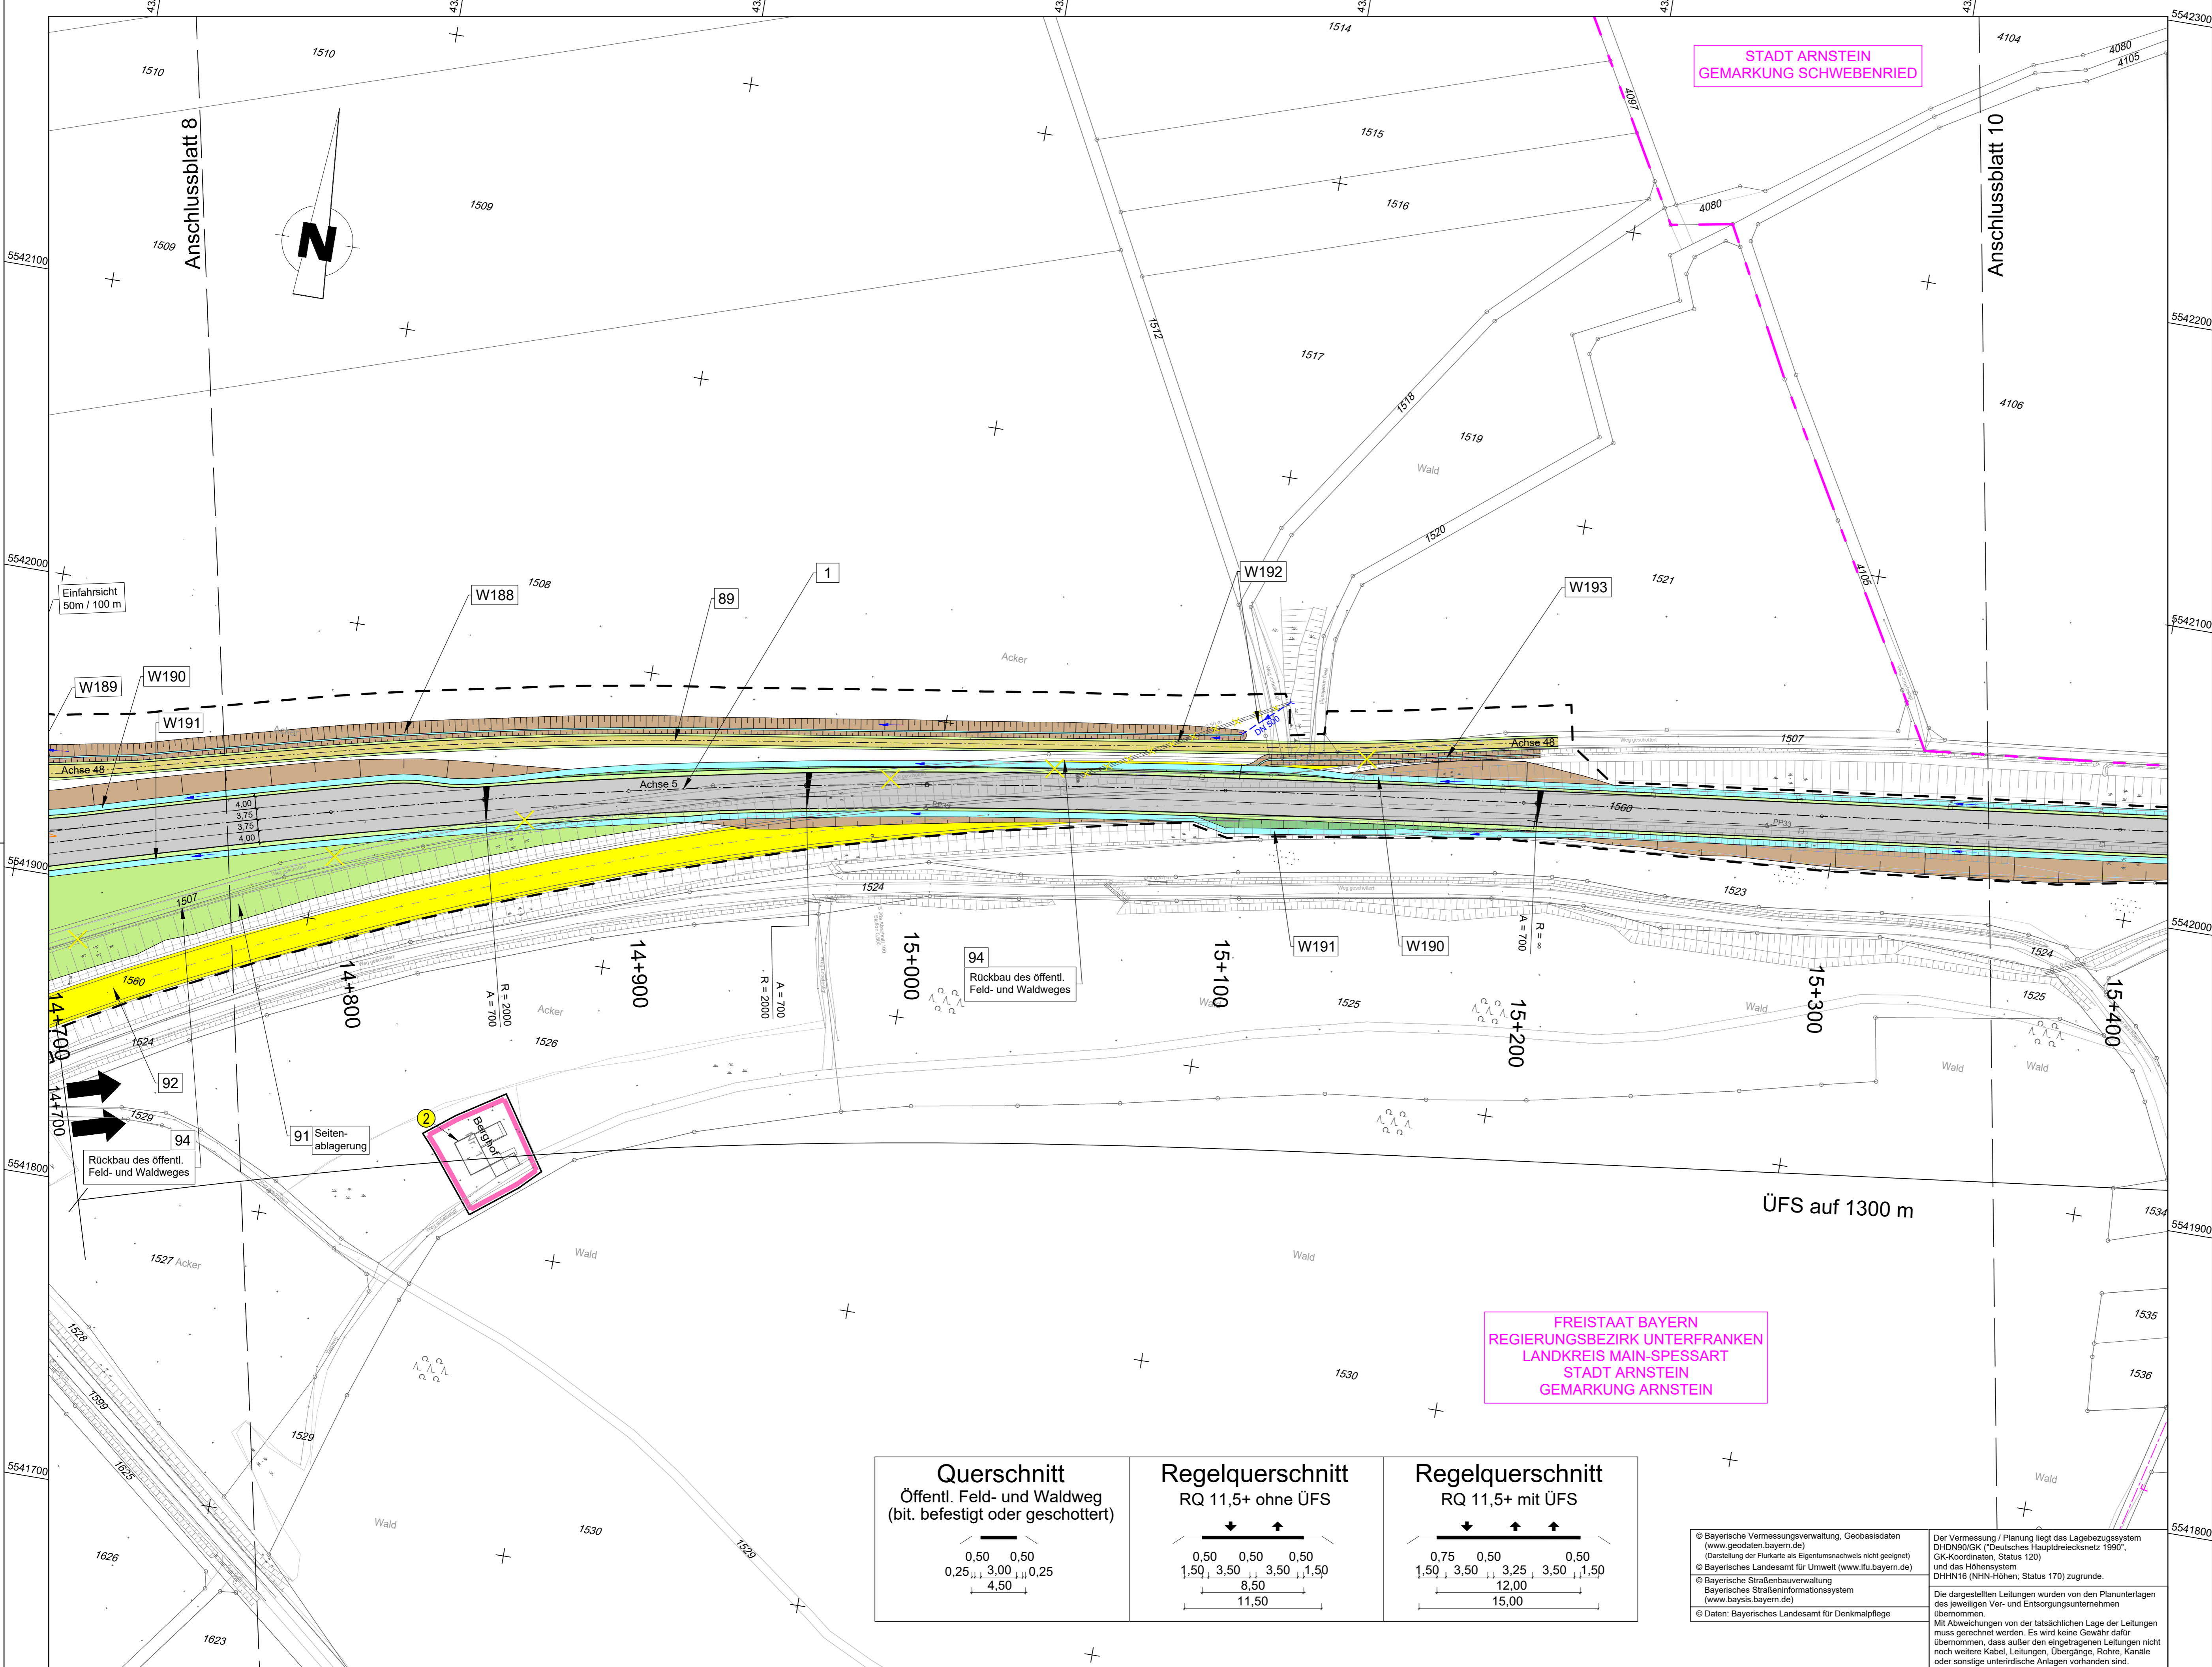 5542300
1510
1510
1514
STADT ARNSTEIN
GEMARKUNG SCHWEBENRIED
4104
4080
4105
4097
Anschlussblatt 8
Anschlussblatt 10
1515
1509
1509
1516
4080
N
5542100
5542200
1512
1517
1518
1519
4106
Wald
1520
5542000
Einfahrsicht
50m / 100 m
1508
W188
89
1
W192
W193
1521
4105
5542100
Acker
W189
W190
W191
DN 500
Achse 48
Achse 48
1507
Achse 5
4,00
3,75
3,75
4,00
PP33
1560
5541900
1507
1524
1523
1560
14+700
14+800
14+900
15+000
15+100
15+200
15+300
15+400
R = 2000
A = 700
A = 700
R = 2000
94
Rückbau des öffentl.
Feld- und Waldweges
W191
W190
A = 700
R = ∞
5542000
1524
1525
1525
Wald
Wald
Acker
1526
1524
92
14+700
1529
94
Rückbau des öffentl.
Feld- und Waldweges
91
Seiten-
ablagerung
2
Berghof
Wald
Wald
5541800
ÜFS auf 1300 m
1534
5541900
1527
Acker
Wald
Wald
1528
1535
FREISTAAT BAYERN
REGIERUNGSBEZIRK UNTERFRANKEN
LANDKREIS MAIN-SPESSART
STADT ARNSTEIN
GEMARKUNG ARNSTEIN
1530
1536
1599
1529
1625
5541700
Wald
Wald
1530
1529
1626
1623
Querschnitt
Öffentl. Feld- und Waldweg
(bit. befestigt oder geschottert)
0,50 0,50
0,25 3,00 0,25
4,50
Regelquerschnitt
RQ 11,5+ ohne ÜFS
0,50 0,50 0,50
1,50 3,50 3,50 1,50
8,50
11,50
Regelquerschnitt
RQ 11,5+ mit ÜFS
0,75 0,50 0,50
1,50 3,50 3,25 3,50 1,50
12,00
15,00
5541800
© Bayerische Vermessungsverwaltung, Geobasisdaten
(www.geodaten.bayern.de)
(Darstellung der Flurkarte als Eigentumsnachweis nicht geeignet)
© Bayerisches Landesamt für Umwelt (www.lfu.bayern.de)
© Bayerische Straßenbauverwaltung
Bayerisches Straßeninformationssystem
(www.baysis.bayern.de)
© Daten: Bayerisches Landesamt für Denkmalpflege
Der Vermessung / Planung liegt das Lagebezugssystem
DHDN90/GK ("Deutsches Hauptdreiecksnetz 1990",
GK-Koordinaten, Status 120)
und das Höhensystem
DHHN16 (NHN-Höhen; Status 170) zugrunde.
Die dargestellten Leitungen wurden von den Planunterlagen
des jeweiligen Ver- und Entsorgungsunternehmen
übernommen.
Mit Abweichungen von der tatsächlichen Lage der Leitungen
muss gerechnet werden. Es wird keine Gewähr dafür
übernommen, dass außer den eingetragenen Leitungen nicht
noch weitere Kabel, Leitungen, Übergänge, Rohre, Kanäle
oder sonstige unterirdische Anlagen vorhanden sind.